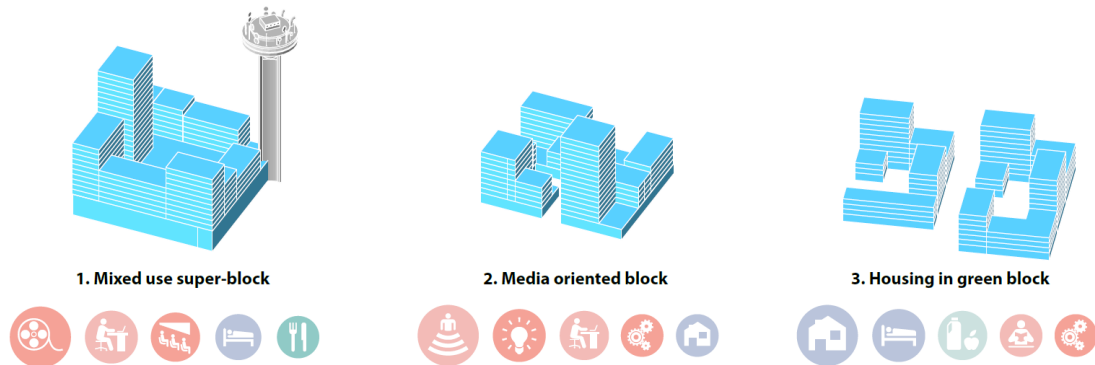 1. Mixed use super-block
2. Media oriented block
3. Housing in green block